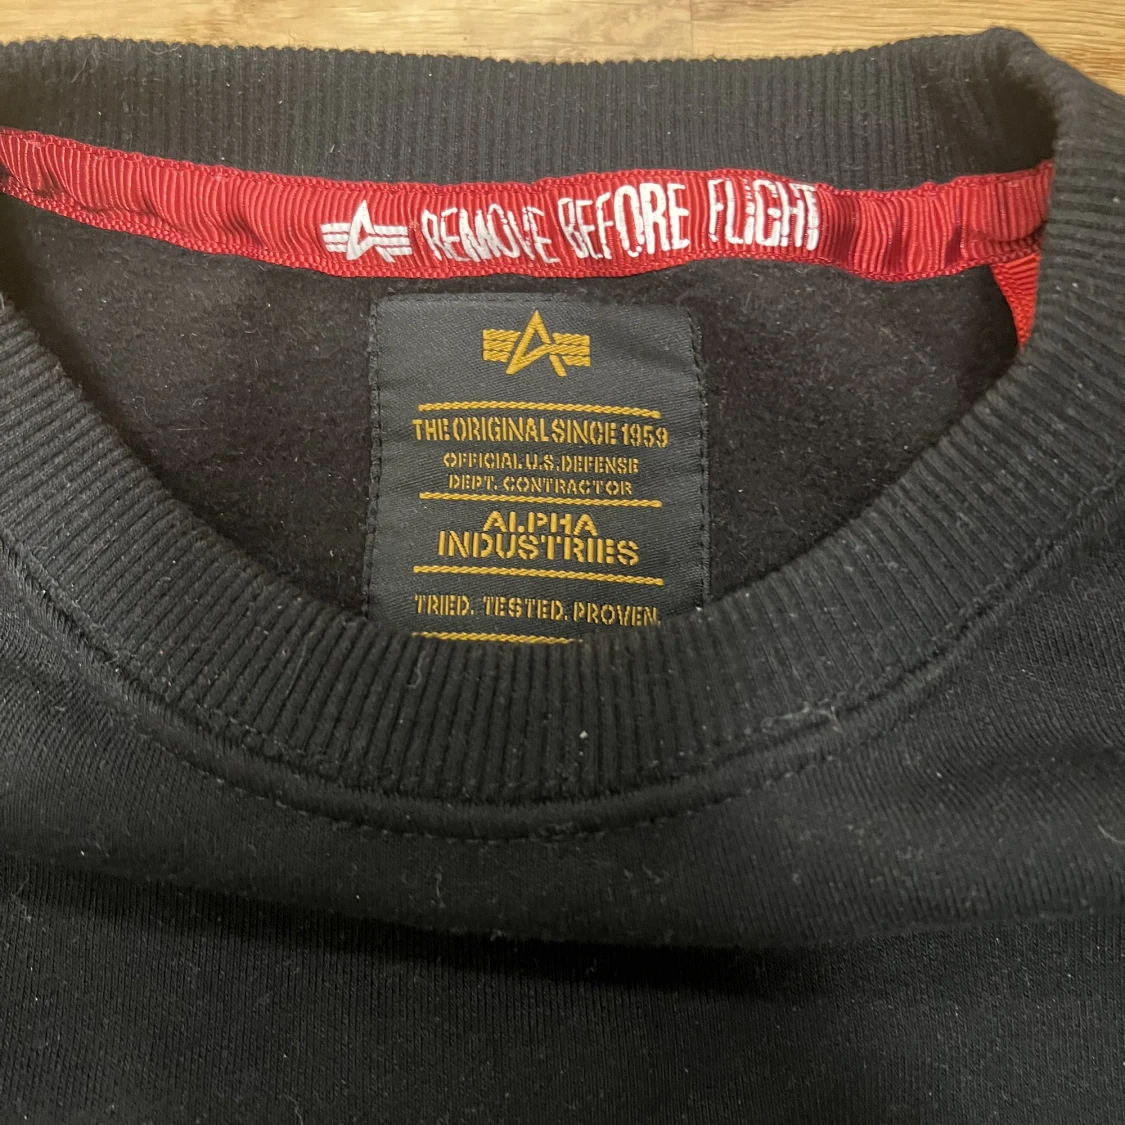 REMOVE BEFORE FLIGHT
THE ORIGINAL SINCE 1959
OFFICIAL U.S. DEFENSE
DEPT. CONTRACTOR
ALPHA
INDUSTRIES
TRIED. TESTED. PROVEN.